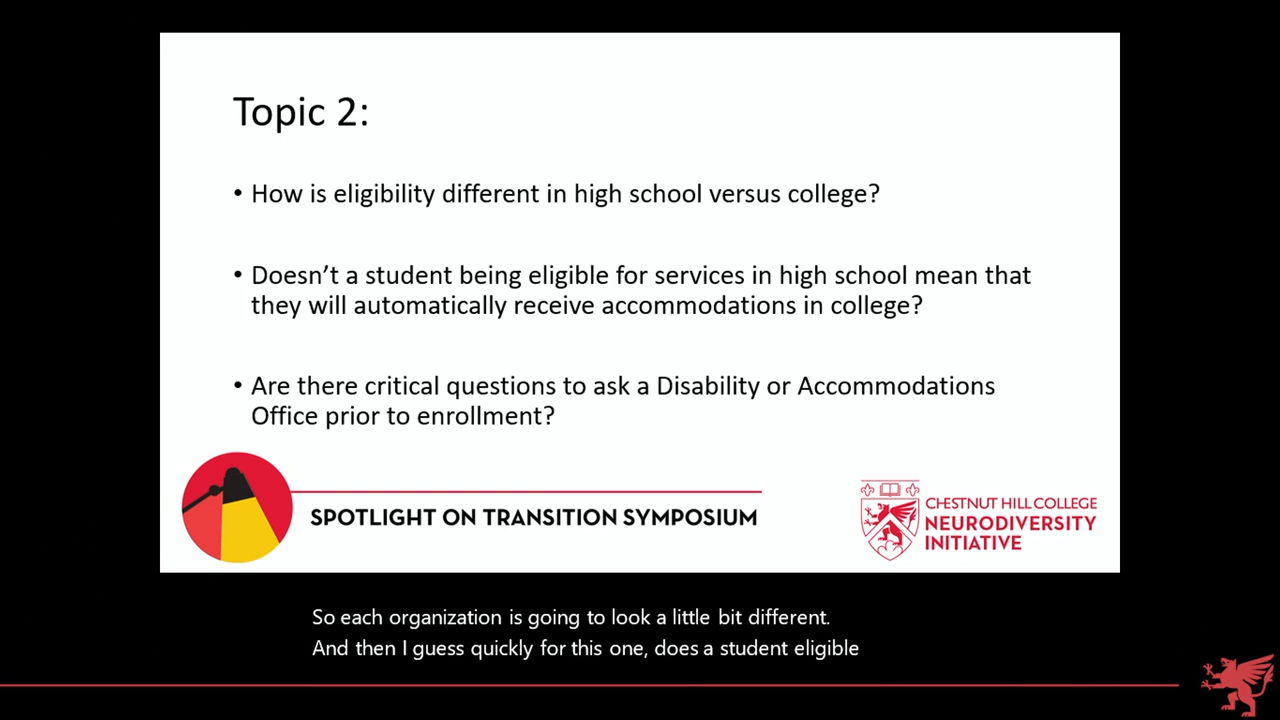 Topic 2:
• How is eligibility different in high school versus college?
• Doesn't a student being eligible for services in high school mean that
they will automatically receive accommodations in college?
• Are there critical questions to ask a Disability or Accommodations
Office prior to enrollment?
SPOTLIGHT ON TRANSITION SYMPOSIUM
CHESTNUT HILL COLLEGE
NEURODIVERSITY
INITIATIVE
So each organization is going to look a little bit different.
And then I guess quickly for this one, does a student eligible